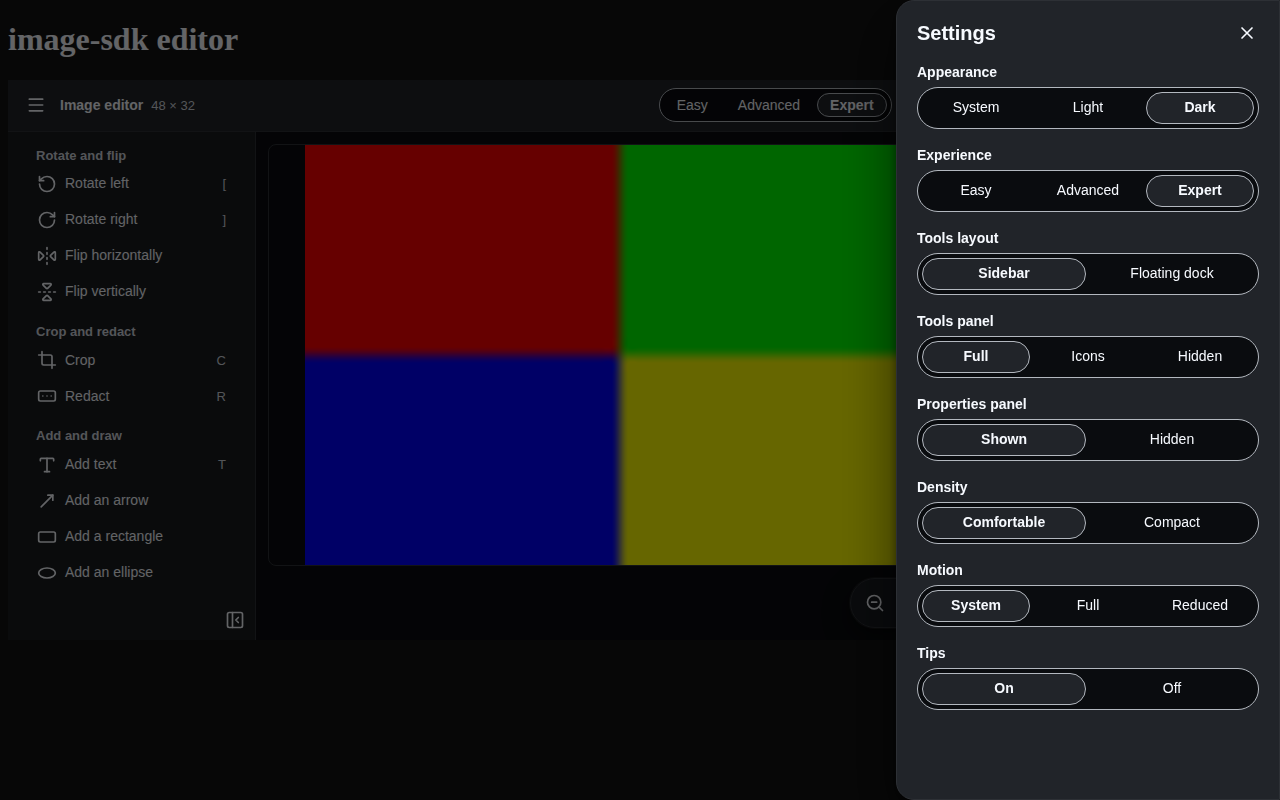 image-sdk editor
Image editor 48 × 32
Easy Advanced Expert
Rotate and flip
Rotate left [
Rotate right ]
Flip horizontally
Flip vertically
Crop and redact
Crop C
Redact R
Add and draw
Add text T
Add an arrow
Add a rectangle
Add an ellipse
Settings
Appearance
System Light Dark
Experience
Easy Advanced Expert
Tools layout
Sidebar Floating dock
Tools panel
Full Icons Hidden
Properties panel
Shown Hidden
Density
Comfortable Compact
Motion
System Full Reduced
Tips
On Off